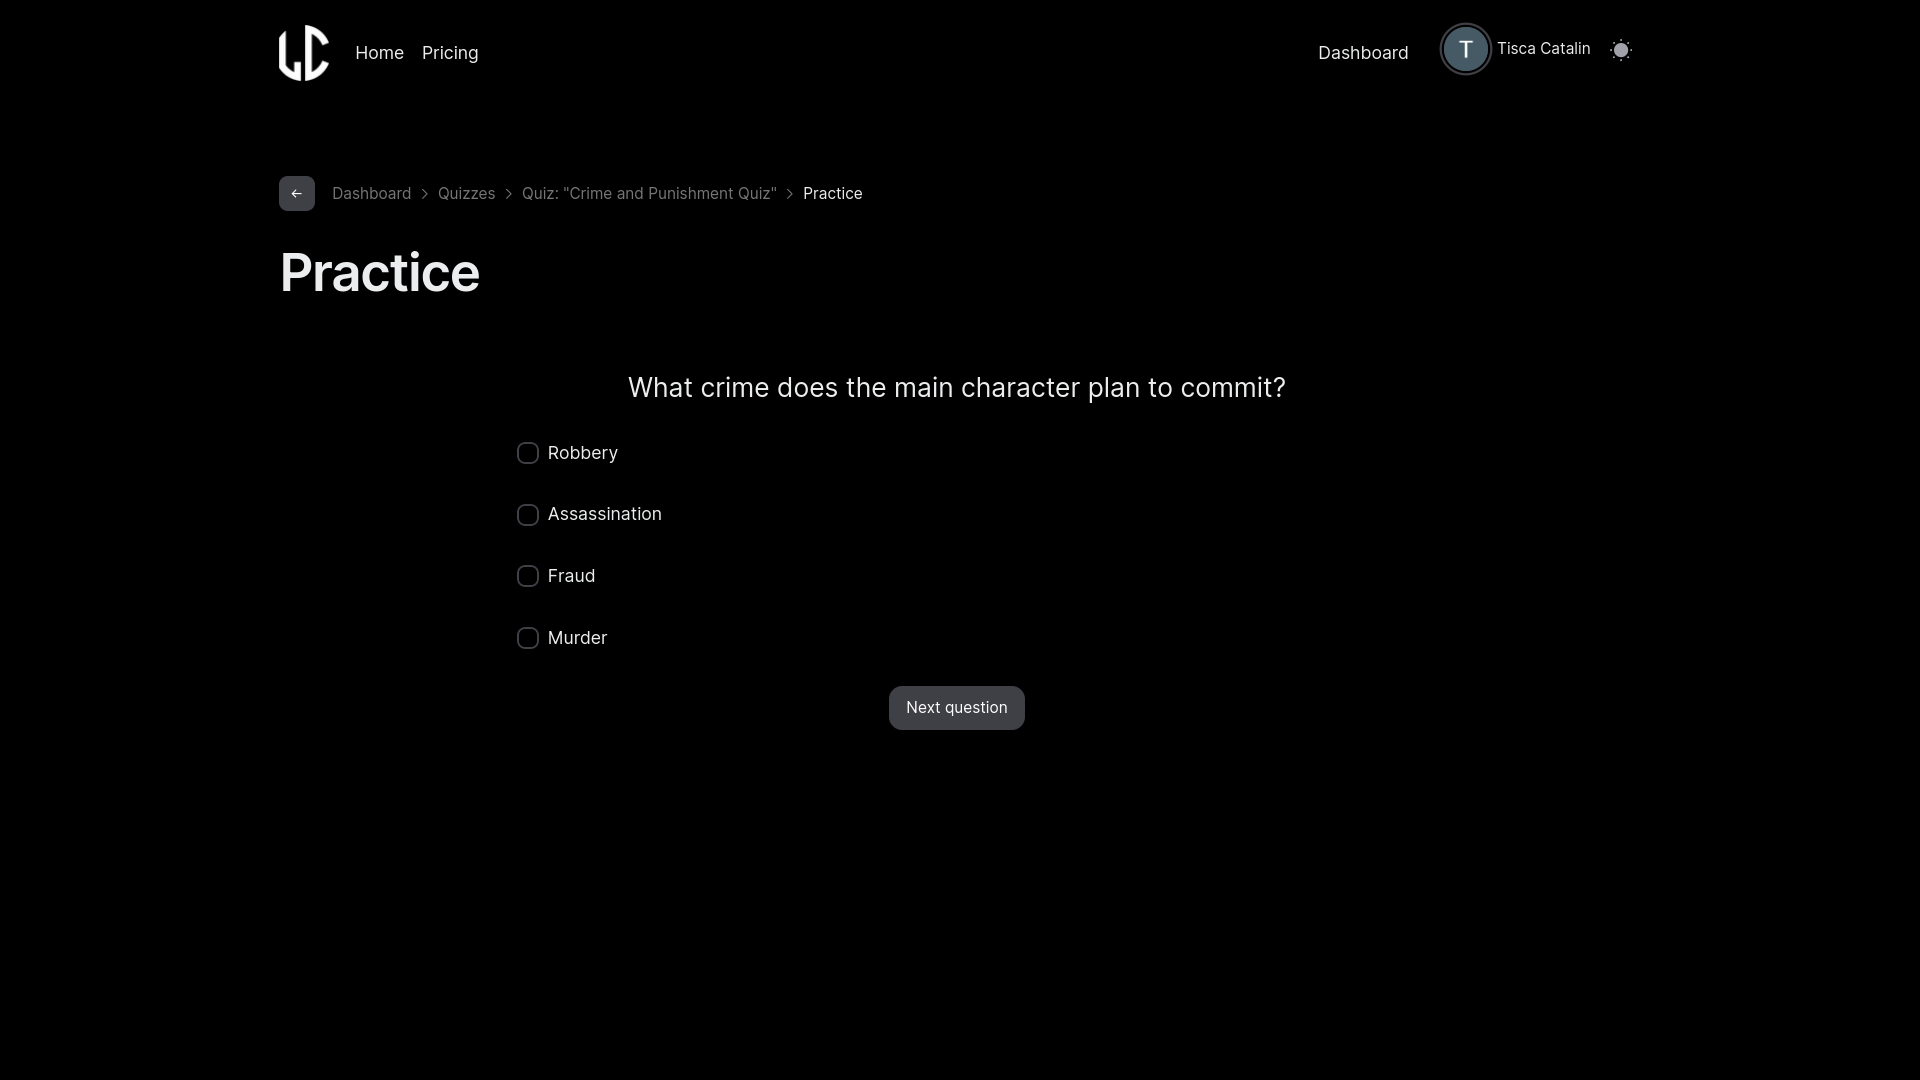 Home Pricing Dashboard T Tisca Catalin
Dashboard > Quizzes > Quiz: "Crime and Punishment Quiz" > Practice
Practice
What crime does the main character plan to commit?
Robbery
Assassination
Fraud
Murder
Next question